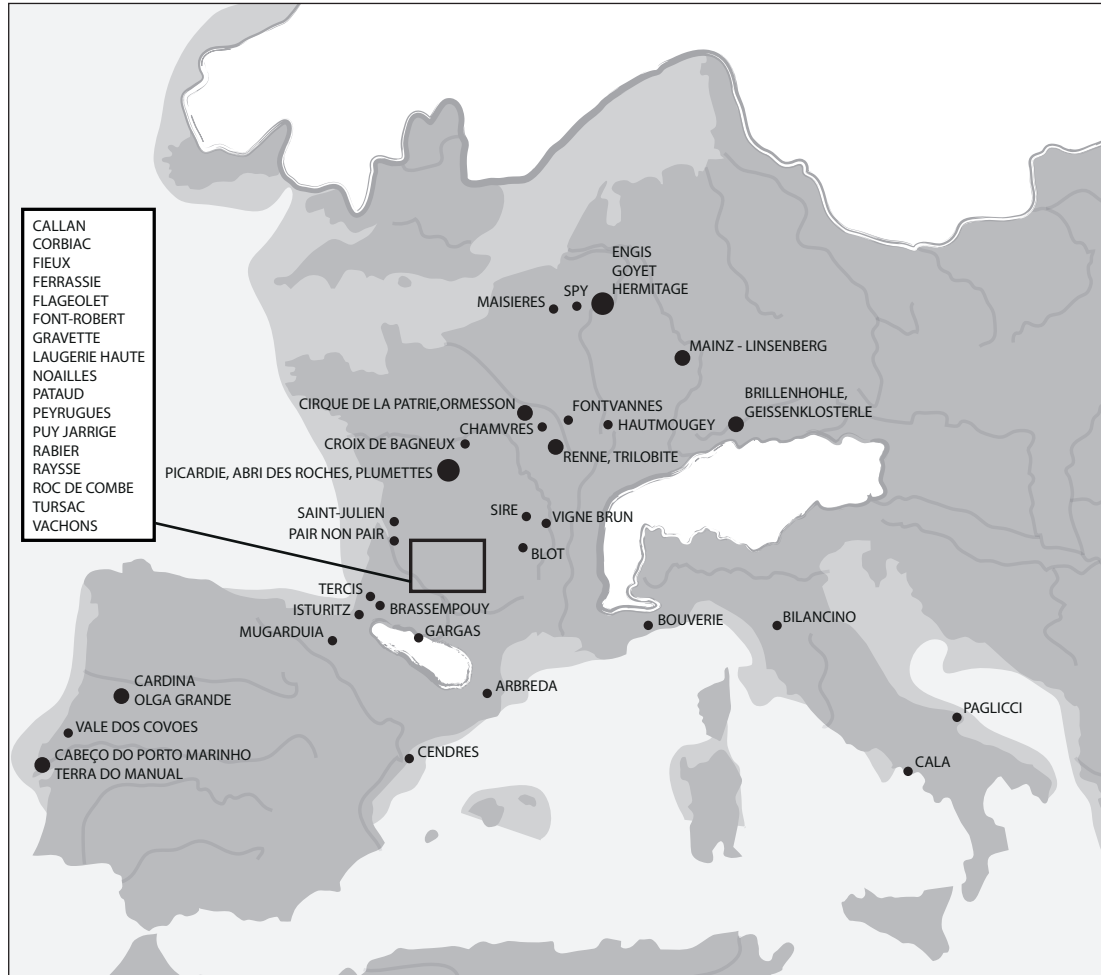 CALLAN
CORBIAC
FIEUX
FERRASSIE
FLAGEOLET
FONT-ROBERT
GRAVETTE
LAUGERIE HAUTE
NOAILLES
PATAUD
PEYRUGUES
PUY JARRIGE
RABIER
RAYSSE
ROC DE COMBE
TURSAC
VACHONS
ENGIS
GOYET
HERMITAGE
SPY
MAISIERES
MAINZ - LINSENBERG
BRILLENHOHLE,
GEISSENKLOSTERLE
CIRQUE DE LA PATRIE,ORMESSON
FONTVANNES
CHAMVRES
HAUTMOUGEY
CROIX DE BAGNEUX
RENNE, TRILOBITE
PICARDIE, ABRI DES ROCHES, PLUMETTES
SAINT-JULIEN
SIRE
VIGNE BRUN
PAIR NON PAIR
BLOT
TERCIS
BRASSEMPOUY
ISTURITZ
MUGARDUIA
GARGAS
BOUVERIE
BILANCINO
ARBREDA
CARDINA
OLGA GRANDE
PAGLICCI
VALE DOS COVOES
CABEÇO DO PORTO MARINHO
TERRA DO MANUAL
CENDRES
CALA